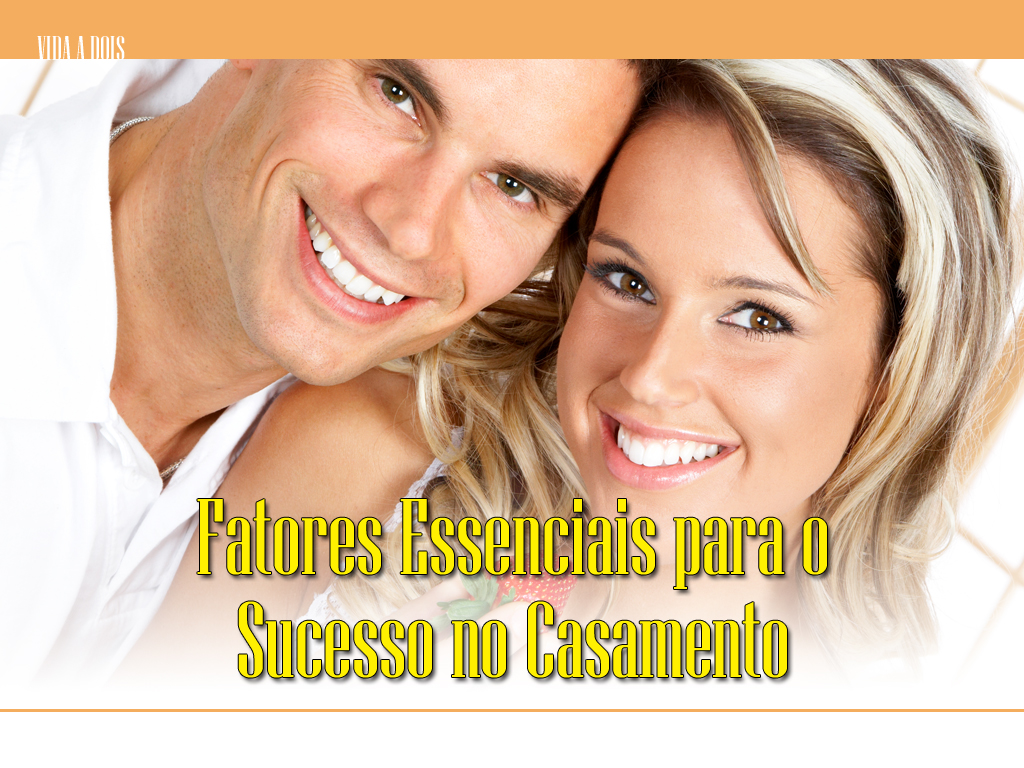 VIDA A DOIS
Fatores Essenciais para o
Sucesso no Casamento